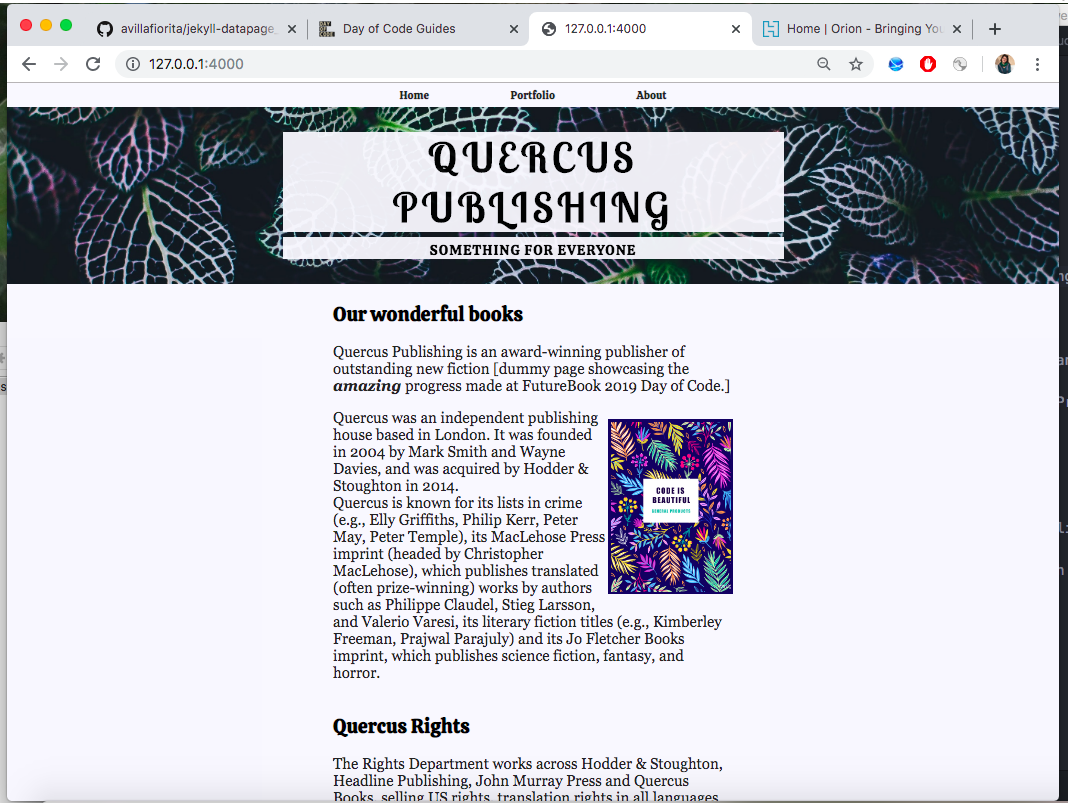 avillafiorita/jekyll-datapage_
Day of Code Guides
127.0.0.1:4000
Home | Orion - Bringing You
127.0.0.1:4000
Home
Portfolio
About
QUERCUS
PUBLISHING
SOMETHING FOR EVERYONE
Our wonderful books
Quercus Publishing is an award-winning publisher of
outstanding new fiction [dummy page showcasing the
amazing progress made at FutureBook 2019 Day of Code.]
Quercus was an independent publishing
house based in London. It was founded
in 2004 by Mark Smith and Wayne
Davies, and was acquired by Hodder &
Stoughton in 2014.
Quercus is known for its lists in crime
(e.g., Elly Griffiths, Philip Kerr, Peter
May, Peter Temple), its MacLehose Press
imprint (headed by Christopher
MacLehose), which publishes translated
(often prize-winning) works by authors
such as Philippe Claudel, Stieg Larsson,
and Valerio Varesi, its literary fiction titles (e.g., Kimberley
Freeman, Prajwal Parajuly) and its Jo Fletcher Books
imprint, which publishes science fiction, fantasy, and
horror.
CODE IS
BEAUTIFUL
GENERAL PRODUCTS
Quercus Rights
The Rights Department works across Hodder & Stoughton,
Headline Publishing, John Murray Press and Quercus
Books, selling US rights, translation rights in all languages